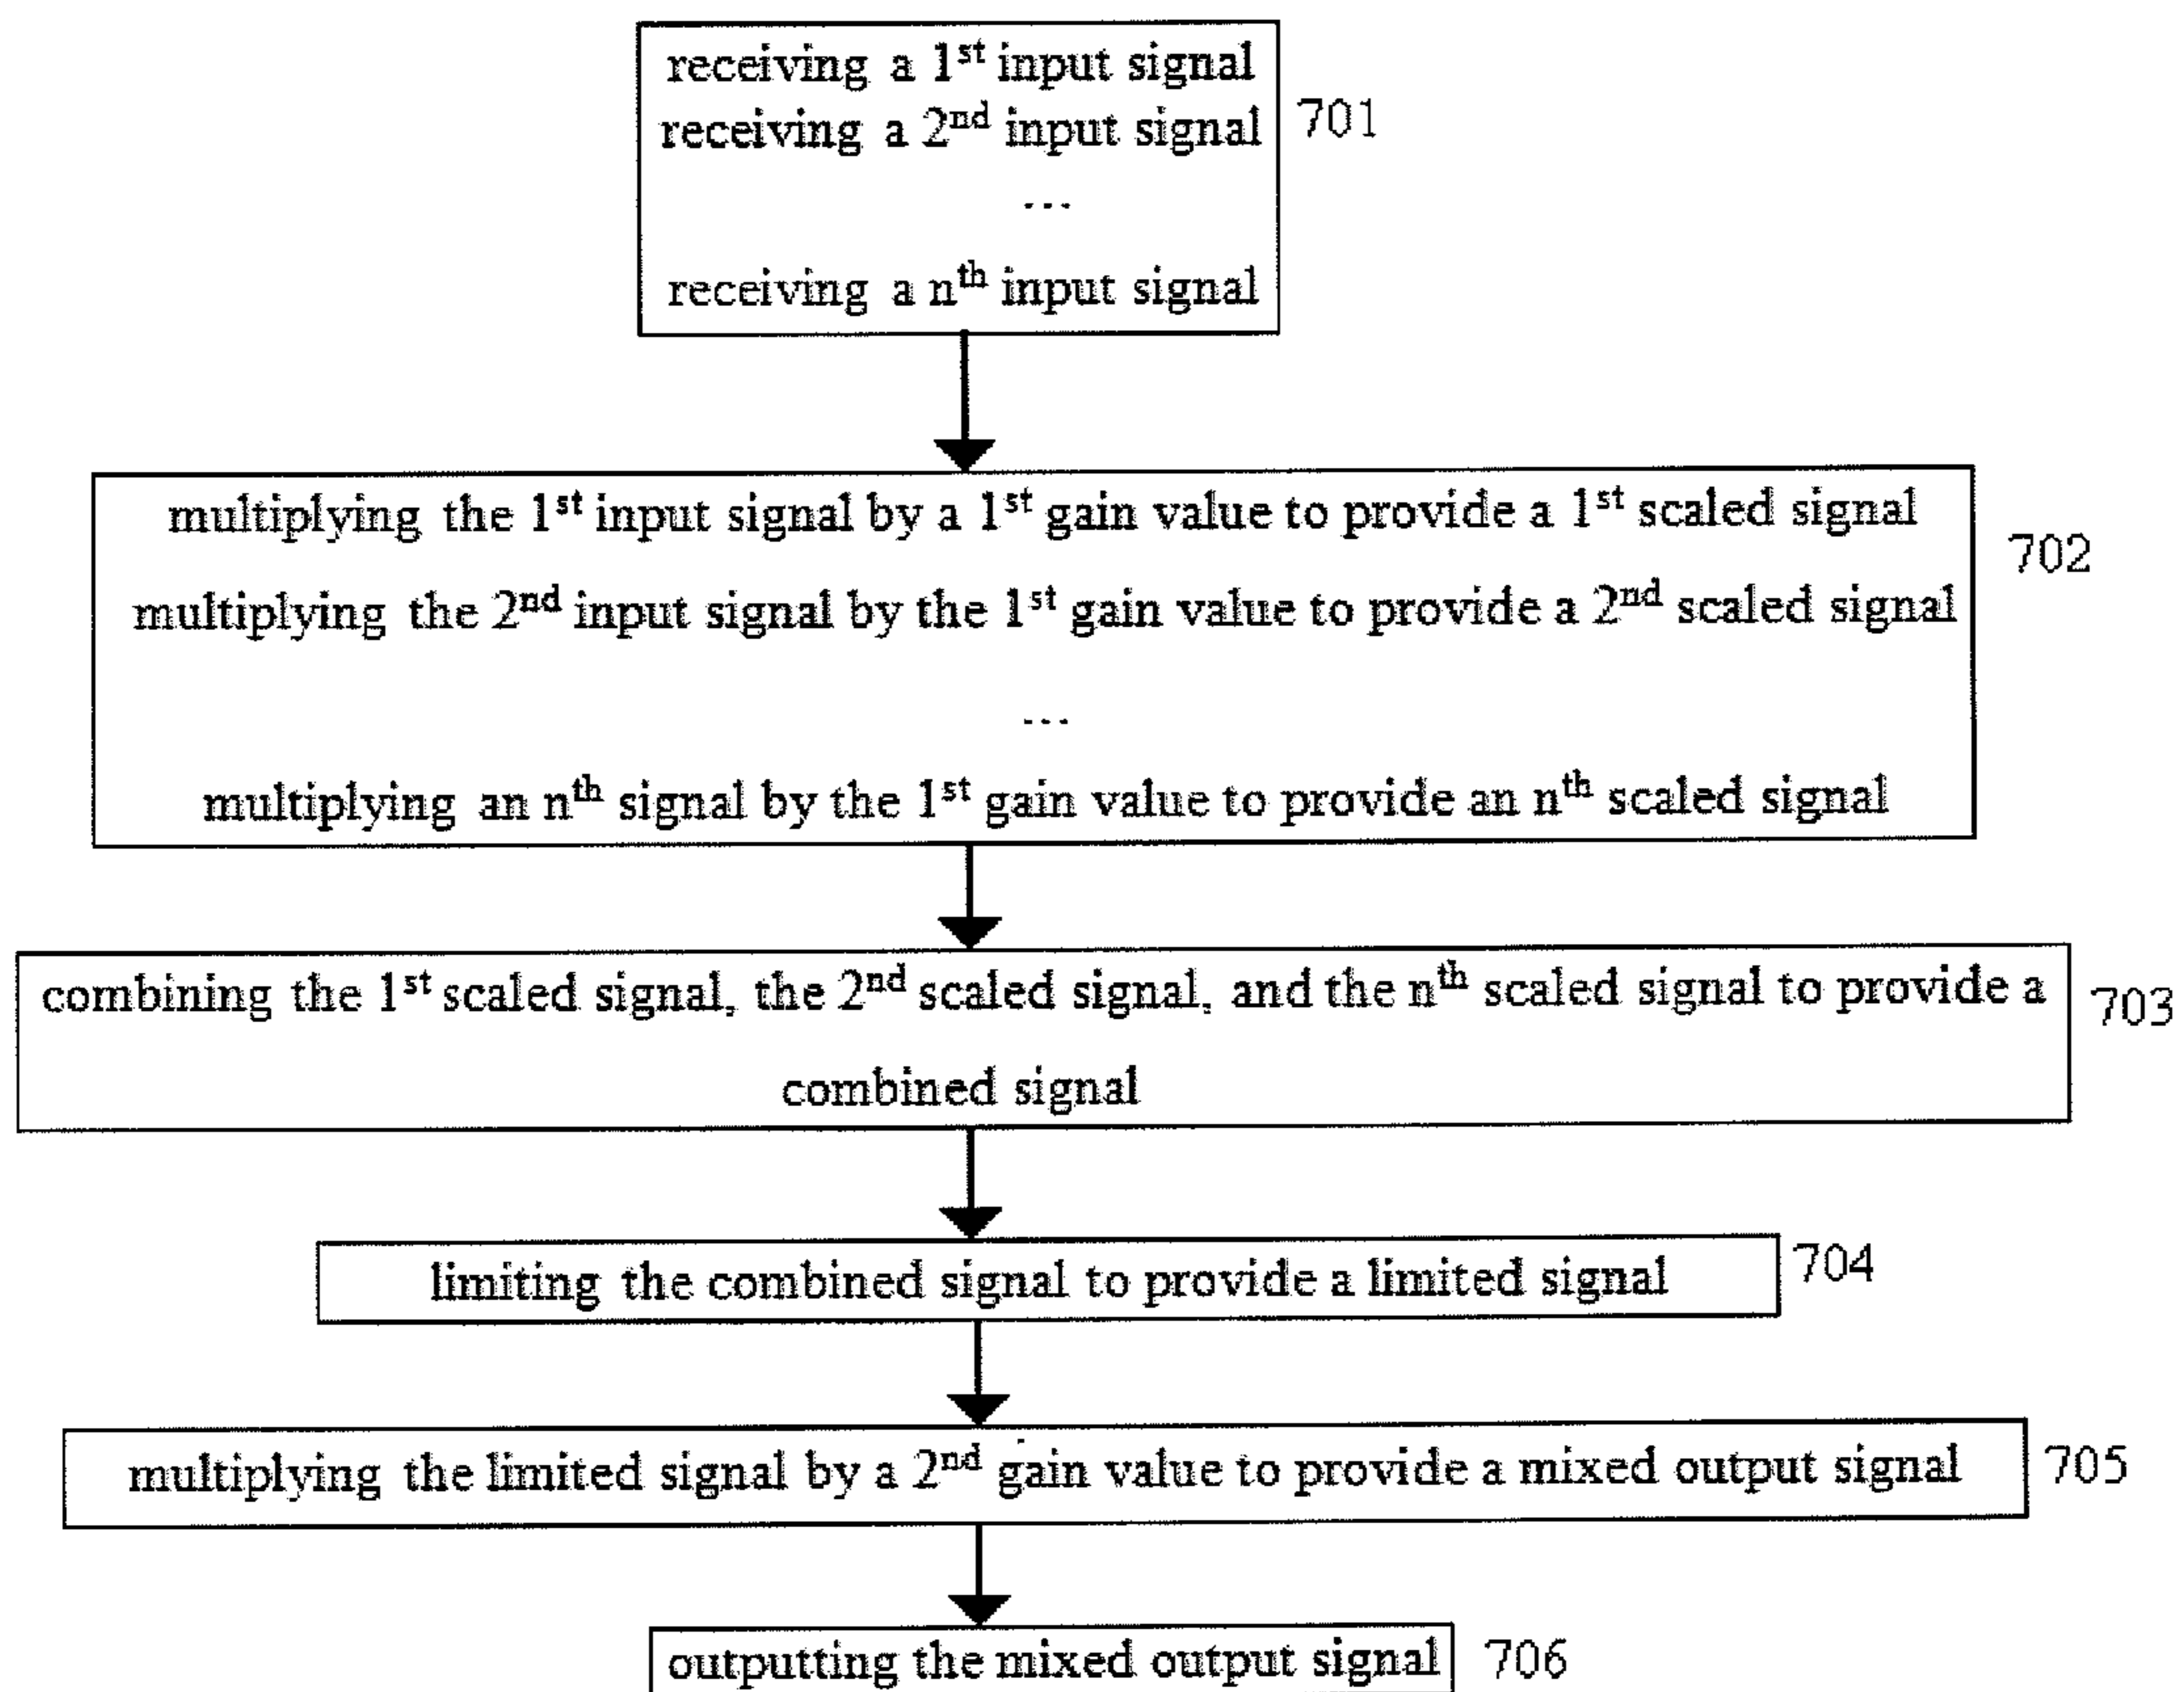 receiving a 1st input signal
receiving a 2nd input signal
701
...
receiving a nth input signal
multiplying the 1st input signal by a 1st gain value to provide a 1st scaled signal
702
multiplying the 2nd input signal by the 1st gain value to provide a 2nd scaled signal
...
multiplying an nth signal by the 1st gain value to provide an nth scaled signal
combining the 1st scaled signal, the 2nd scaled signal, and the nth scaled signal to provide a
703
combined signal
limiting the combined signal to provide a limited signal
704
multiplying the limited signal by a 2nd gain value to provide a mixed output signal
705
outputting the mixed output signal
706